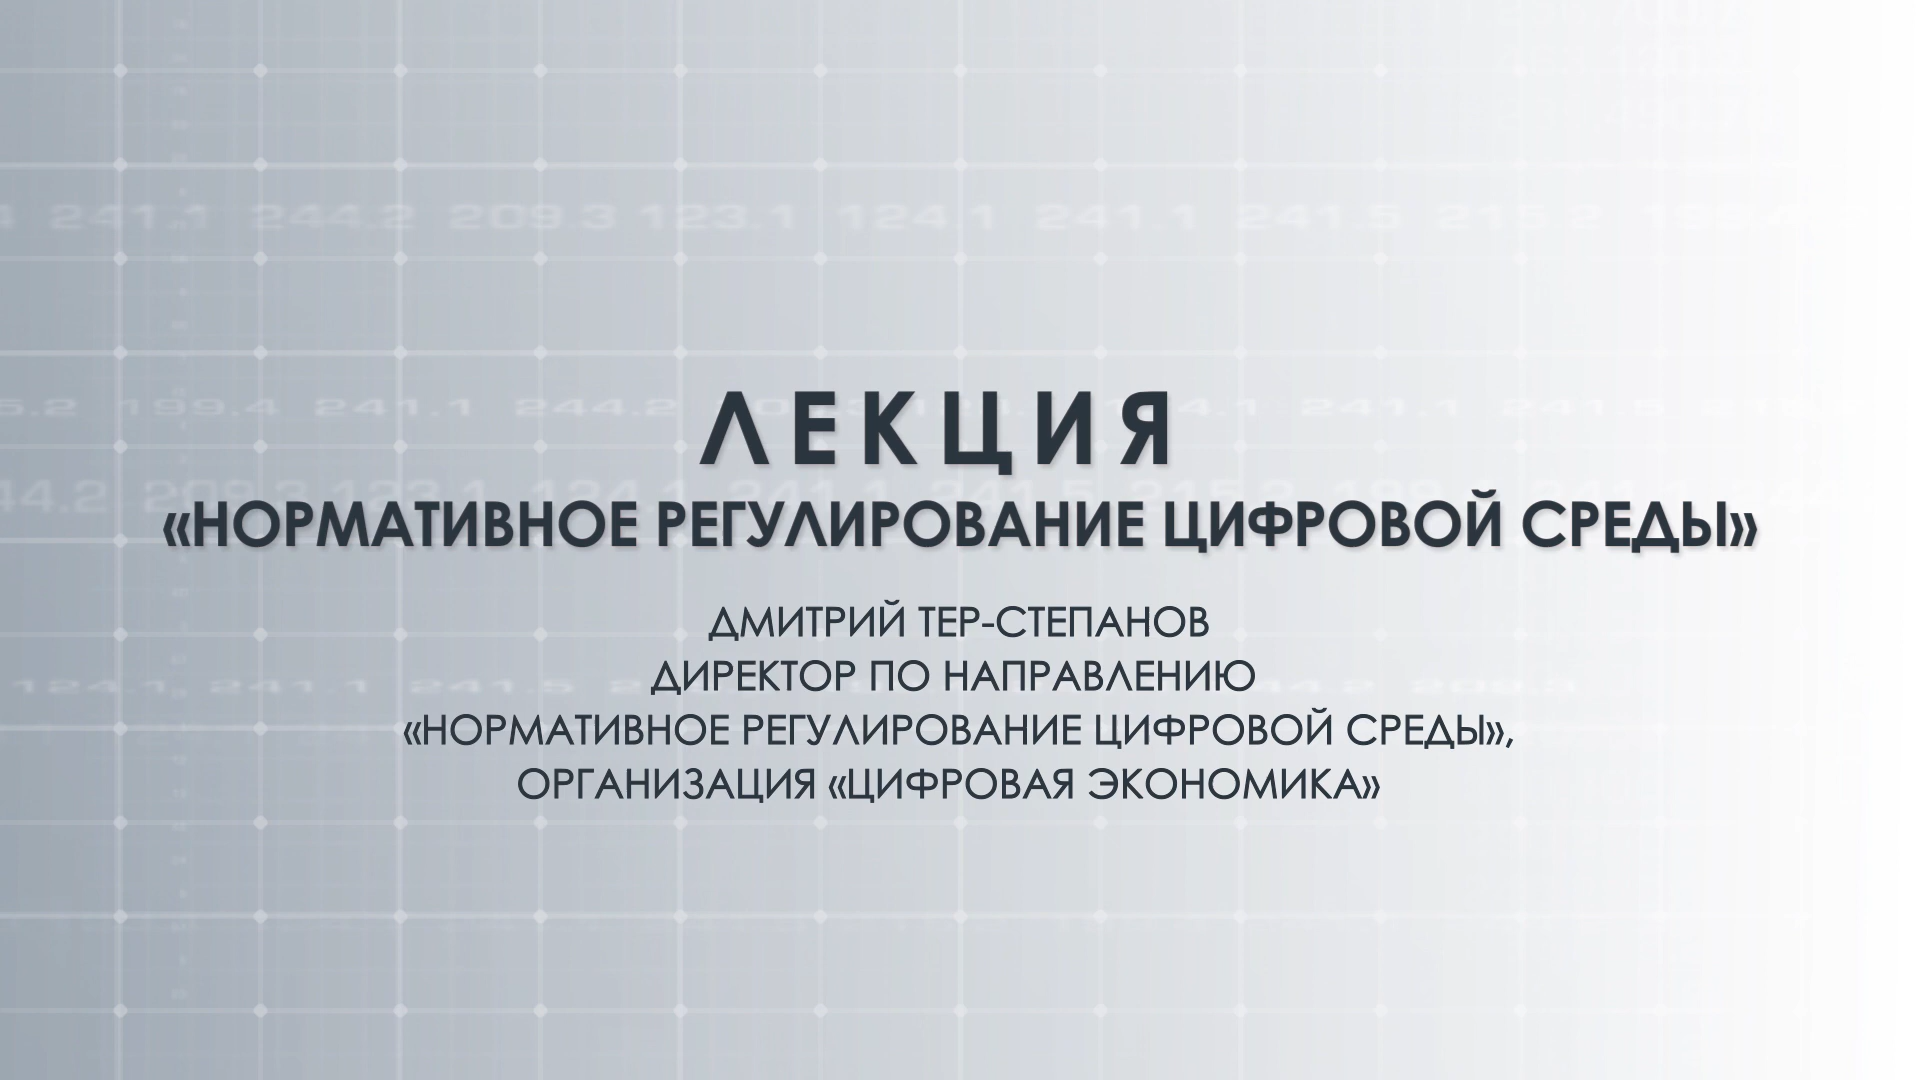 ЛЕКЦИЯ
«НОРМАТИВНОЕ РЕГУЛИРОВАНИЕ ЦИФРОВОЙ СРЕДЫ»
ДМИТРИЙ ТЕР-СТЕПАНОВ
ДИРЕКТОР ПО НАПРАВЛЕНИЮ
«НОРМАТИВНОЕ РЕГУЛИРОВАНИЕ ЦИФРОВОЙ СРЕДЫ»,
ОРГАНИЗАЦИЯ «ЦИФРОВАЯ ЭКОНОМИКА»